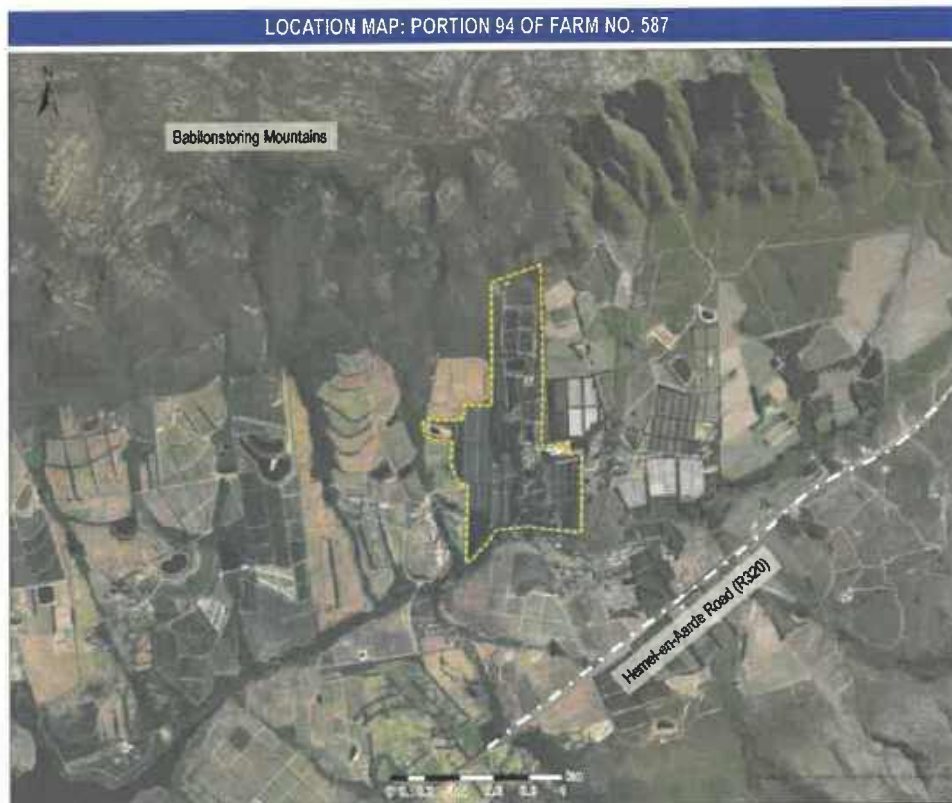 LOCATION MAP: PORTION 94 OF FARM NO. 587
N
Babilonstoring Mountains
Hemel-en-Aarde Road (R320)